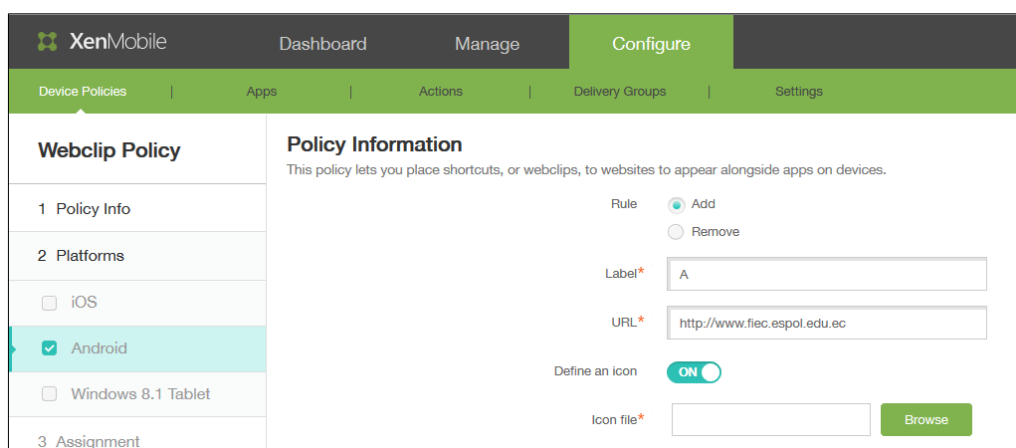 XenMobile Dashboard Manage Configure
Device Policies | Apps | Actions | Delivery Groups | Settings
Webclip Policy
1 Policy Info
2 Platforms
iOS
Android
Windows 8.1 Tablet
3 Assignment
Policy Information
This policy lets you place shortcuts, or webclips, to websites to appear alongside apps on devices.
Rule Add
Remove
Label* A
URL* http://www.fiec.espol.edu.ec
Define an icon ON
Icon file* Browse